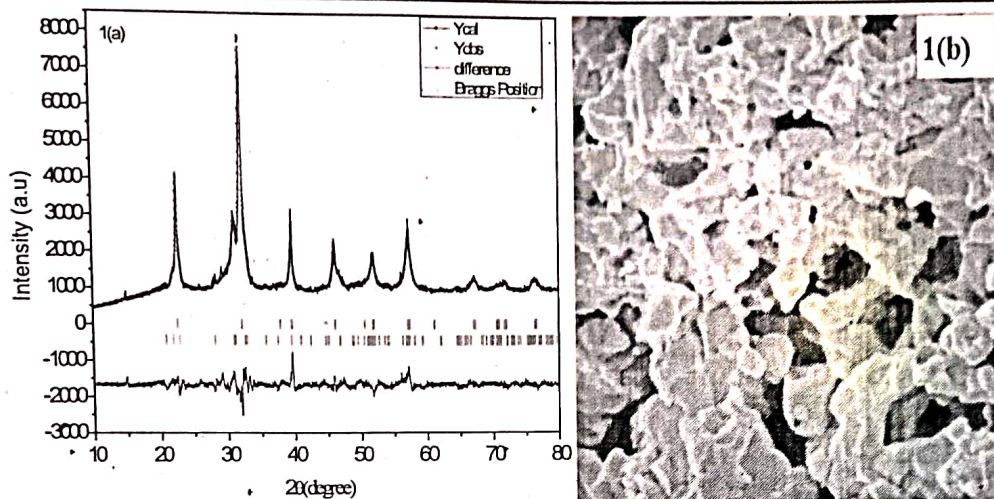 1(a)
Ycal
Yobs
difference
Braggs Position
8000
7000
6000
5000
4000
3000
2000
1000
0
-1000
-2000
-3000
Intensity (a.u)
10 20 30 40 50 60 70 80
2θ(degree)
1(b)